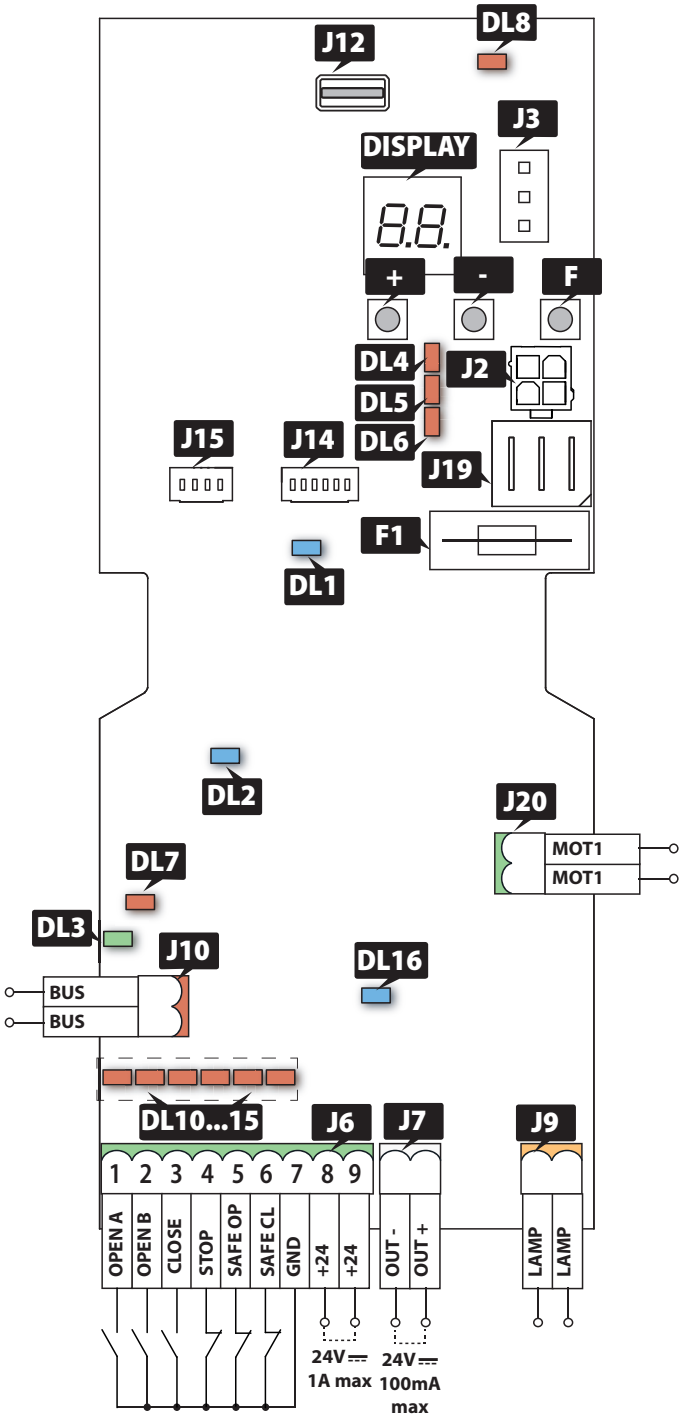 DL8
J12
J3
DISPLAY
8.8.
+ - F
DL4
J2
DL5
J15 J14 DL6
J19
F1
DL1
DL2
J20
MOT1
MOT1
DL7
DL3
J10
DL16
BUS
BUS
DL10...15 J6 J7 J9
1 2 3 4 5 6 7 8 9
OPEN A
OPEN B
CLOSE
STOP
SAFE OP
SAFE CL
GND
+24
+24
OUT -
OUT +
LAMP
LAMP
24V ⎓
1A max
24V ⎓
100mA
max